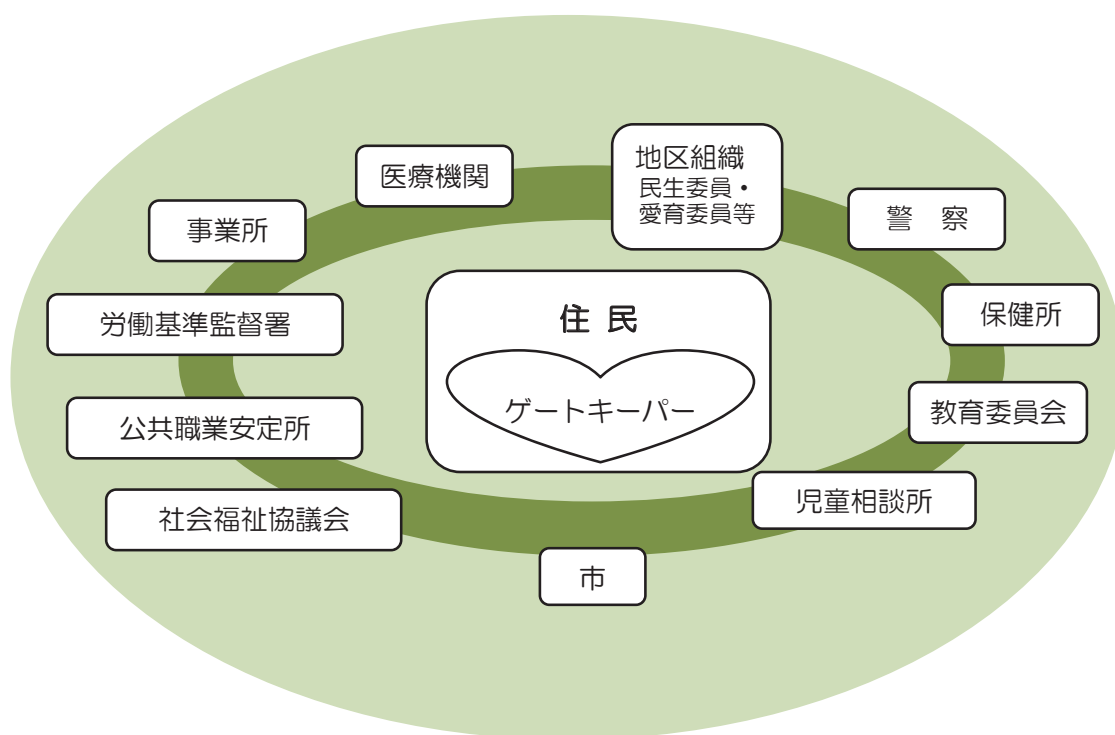 医療機関
地区組織
民生委員・
愛育委員等
警　察
事業所
保健所
労働基準監督署
住 民
ゲートキーパー
教育委員会
公共職業安定所
児童相談所
社会福祉協議会
市